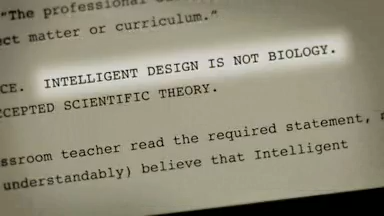 "The professional
ect matter or curriculum."
CE. INTELLIGENT DESIGN IS NOT BIOLOGY.
CCEPTED SCIENTIFIC THEORY.
ssroom teacher read the required statement,
understandably) believe that Intelligent